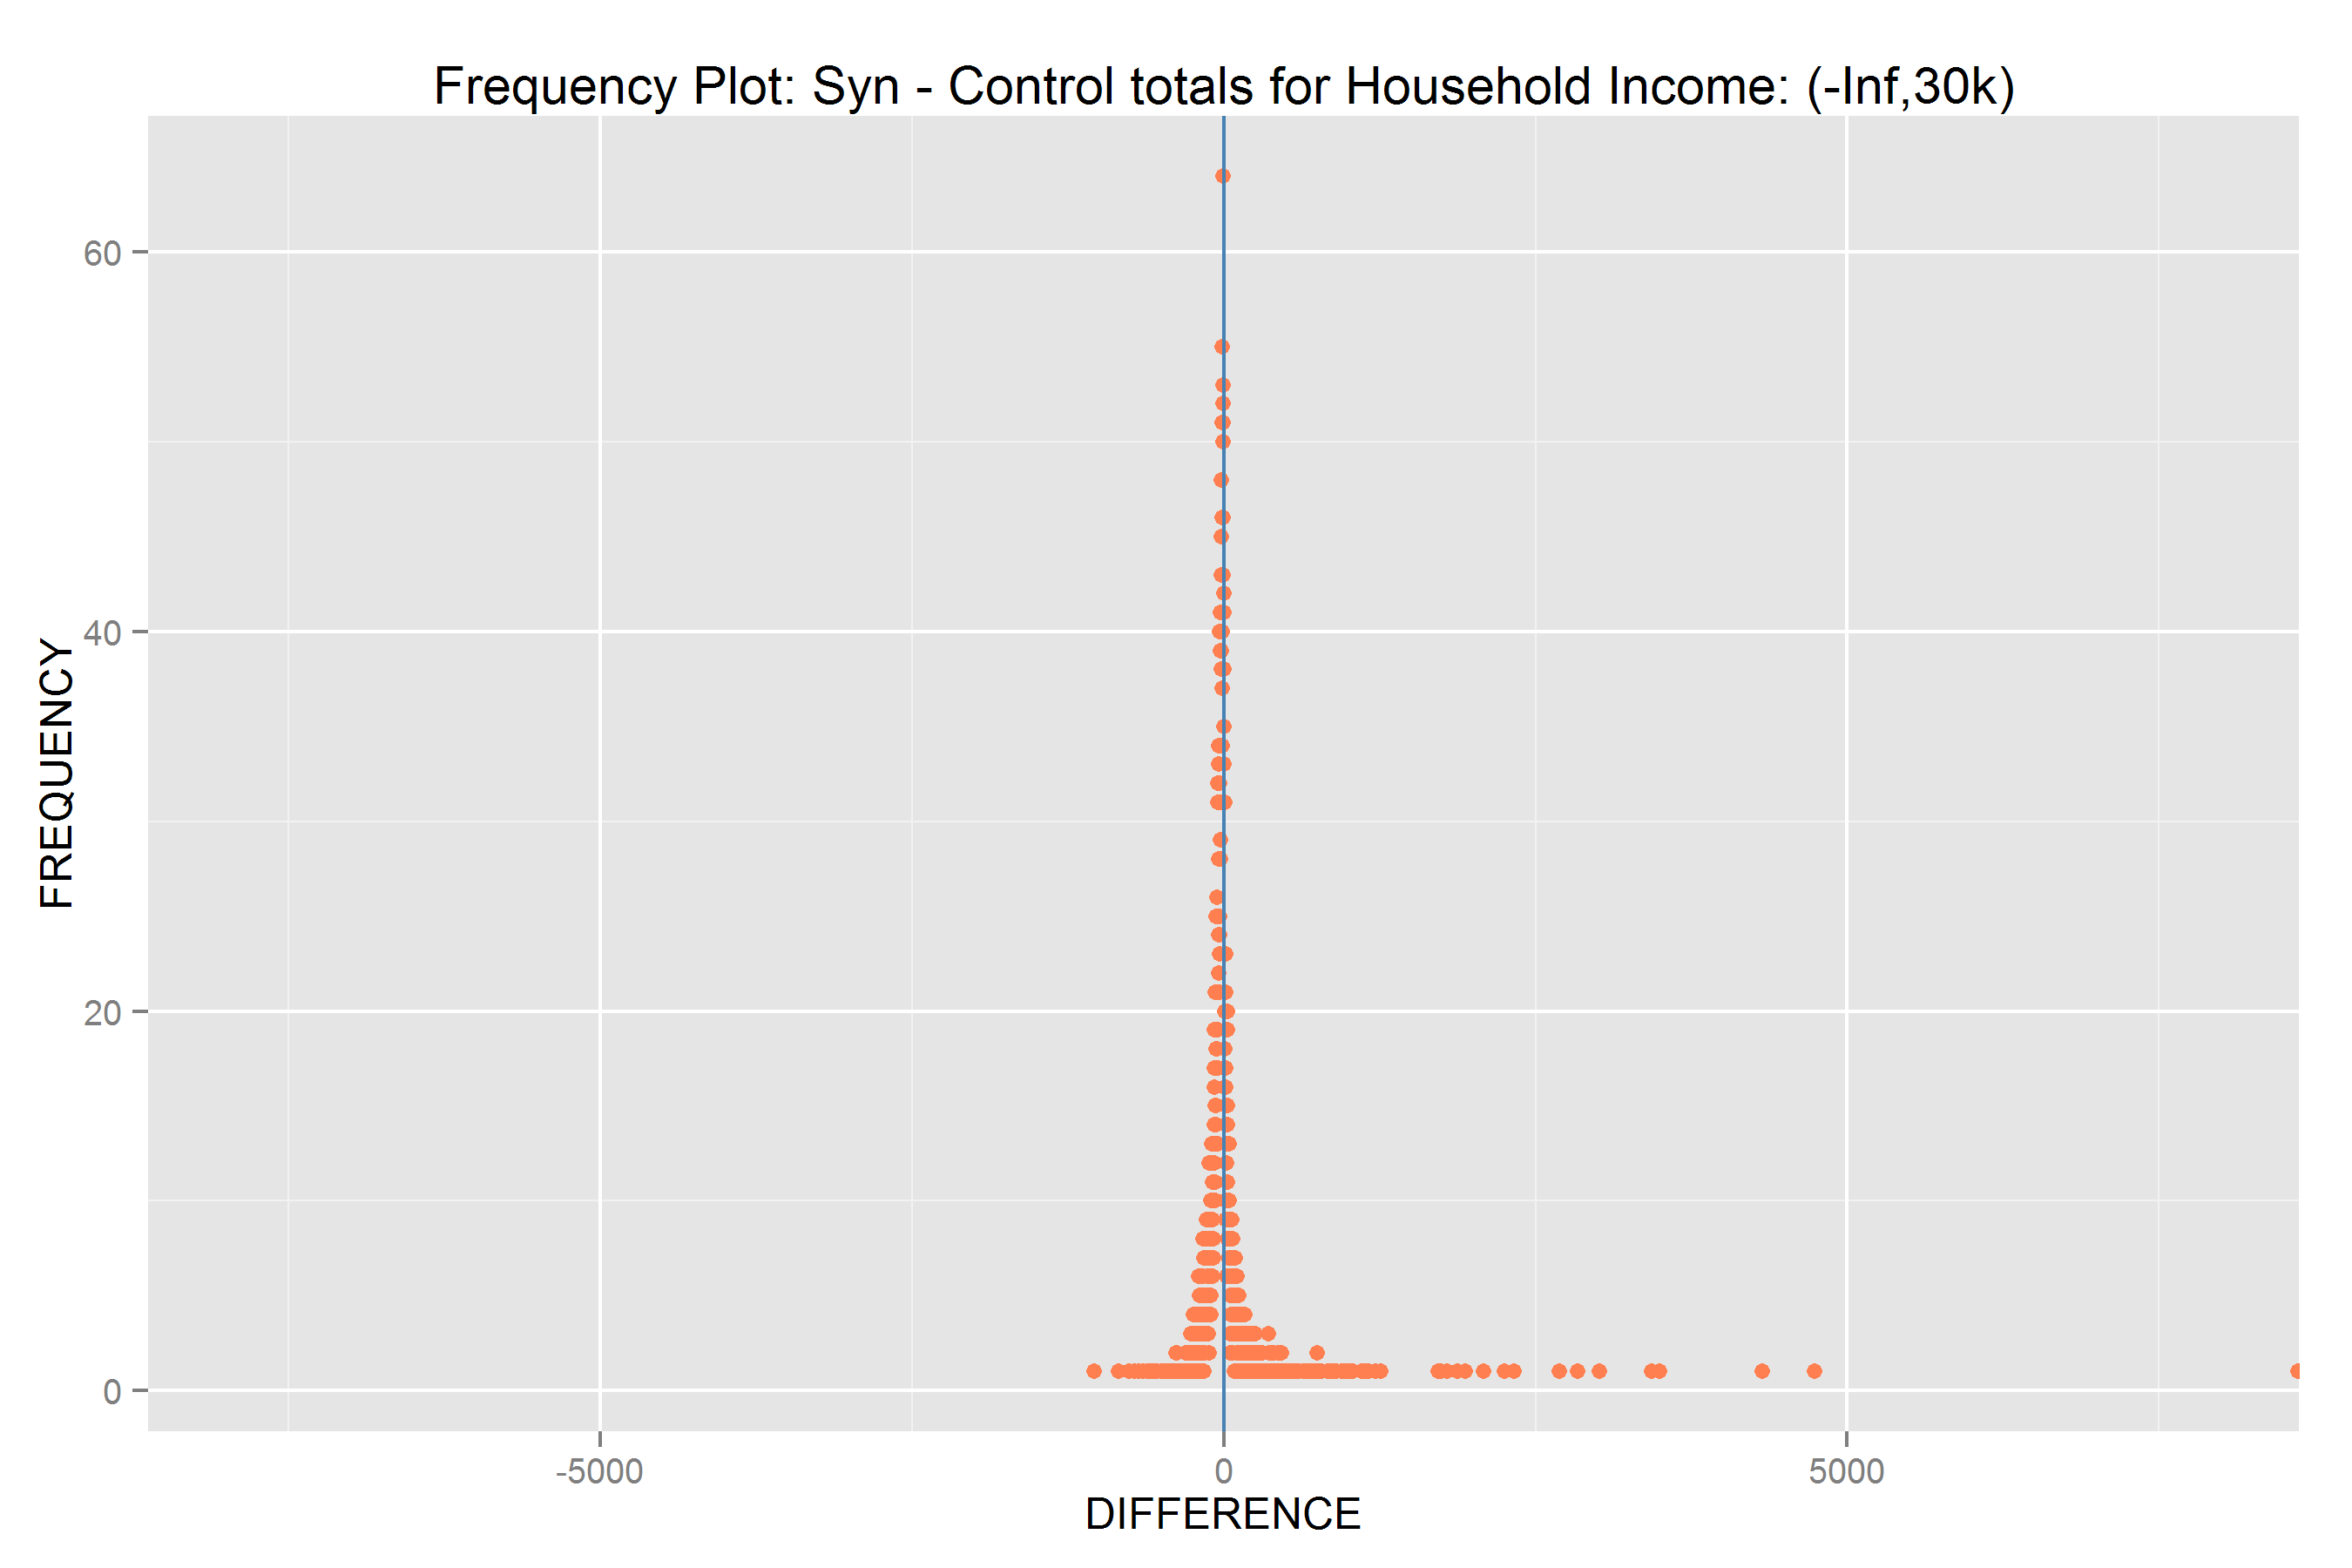 Frequency Plot: Syn - Control totals for Household Income: (-Inf,30k)
60
40
20
0
FREQUENCY
-5000 0 5000
DIFFERENCE